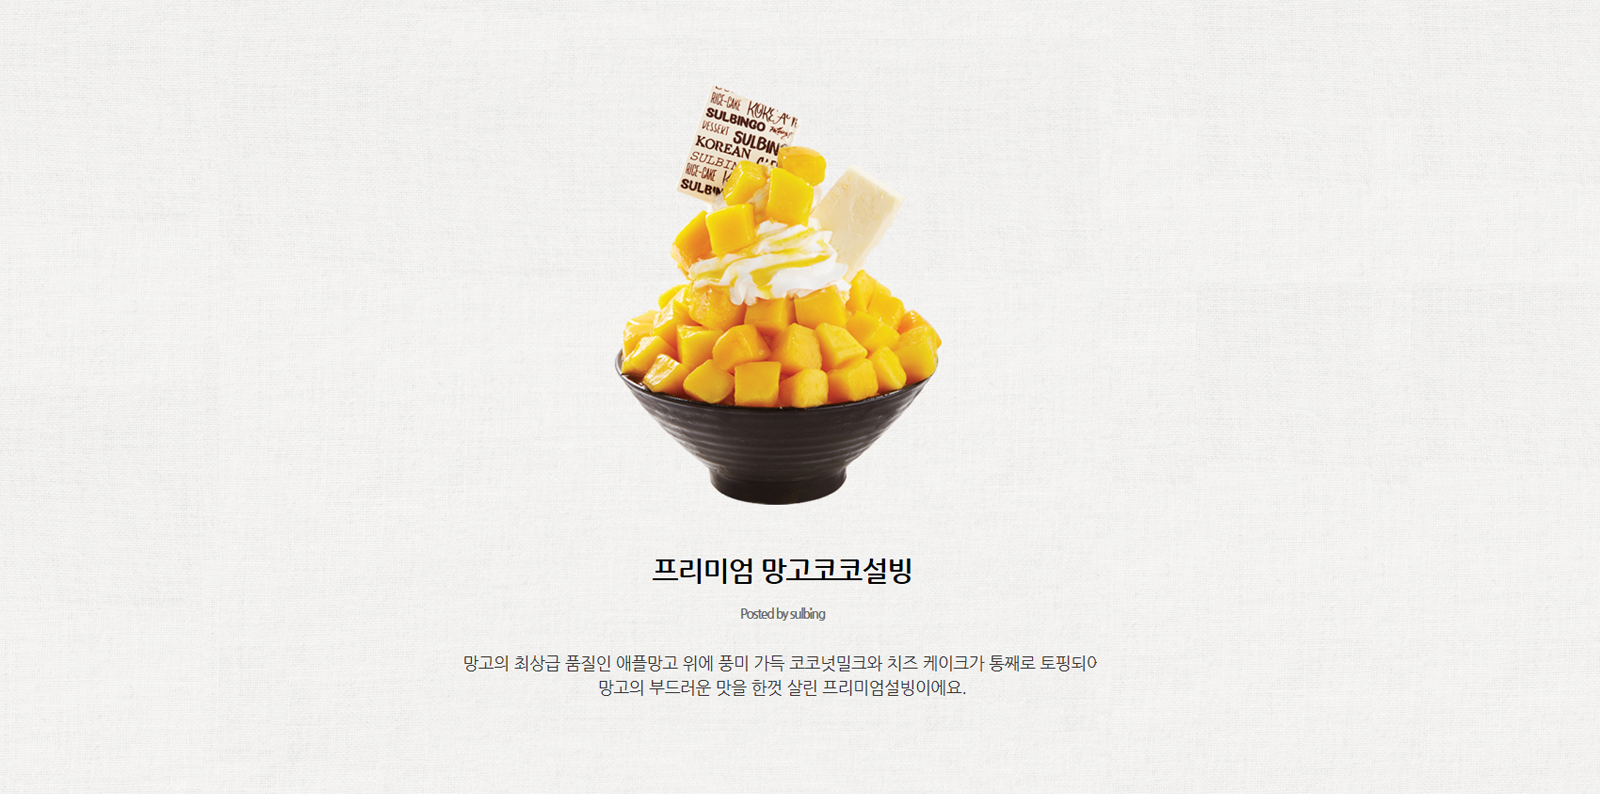 RICE-CAKE KOREA
SULBINGO
DESSERT SULBING
KOREAN
SULBIN
RICE-CAKE
SULBIN
프리미엄 망고코코설빙
Posted by sulbing
망고의 최상급 품질인 애플망고 위에 풍미 가득 코코넛밀크와 치즈 케이크가 통째로 토핑되어
망고의 부드러운 맛을 한껏 살린 프리미엄설빙이에요.